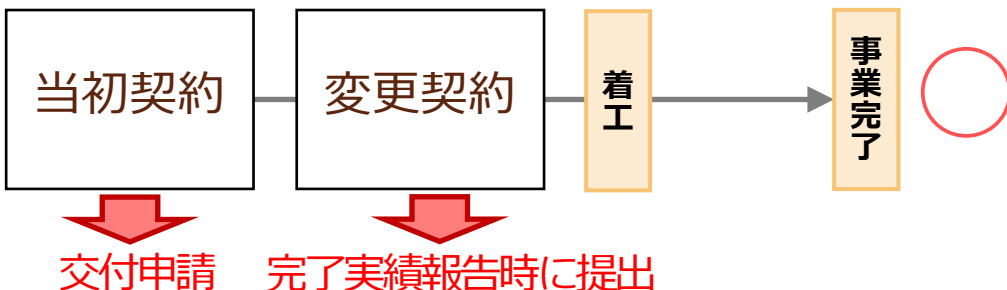 当初契約
変更契約
着工
事業完了
交付申請
完了実績報告時に提出